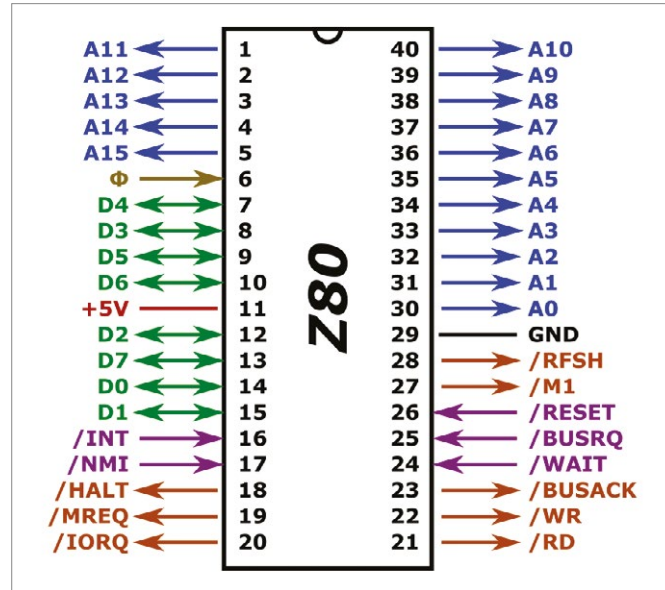 A11 1 40 A10
A12 2 39 A9
A13 3 38 A8
A14 4 37 A7
A15 5 36 A6
Φ 6 35 A5
D4 7 34 A4
D3 8 33 A3
D5 9 32 A2
D6 10 31 A1
+5V 11 30 A0
D2 12 29 GND
D7 13 28 /RFSH
D0 14 27 /M1
D1 15 26 /RESET
/INT 16 25 /BUSRQ
/NMI 17 24 /WAIT
/HALT 18 23 /BUSACK
/MREQ 19 22 /WR
/IORQ 20 21 /RD
Z80